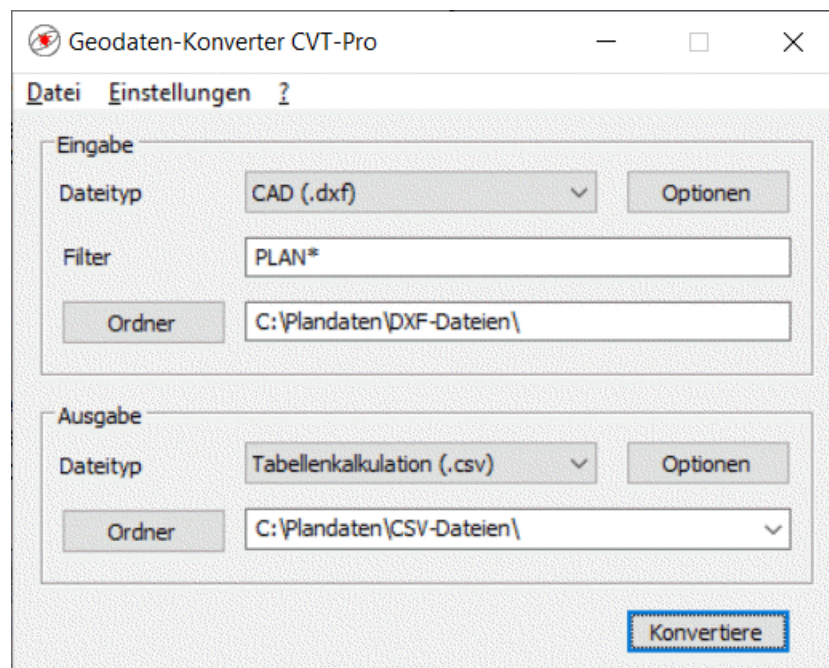 Geodaten-Konverter CVT-Pro
Datei Einstellungen ?
Eingabe
Dateityp CAD (.dxf) Optionen
Filter PLAN*
Ordner C:\Plandaten\DXF-Dateien\
Ausgabe
Dateityp Tabellenkalkulation (.csv) Optionen
Ordner C:\Plandaten\CSV-Dateien\
Konvertiere